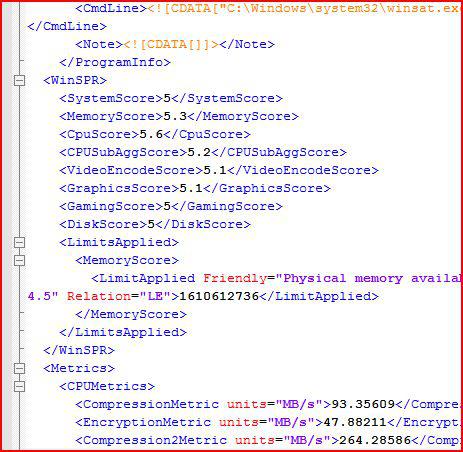 <CmdLine><![CDATA["C:\Windows\system32\winsat.exe
</CmdLine>
<Note><![CDATA[]]></Note>
</ProgramInfo>
<WinSPR>
<SystemScore>5</SystemScore>
<MemoryScore>5.3</MemoryScore>
<CpuScore>5.6</CpuScore>
<CPUSubAggScore>5.2</CPUSubAggScore>
<VideoEncodeScore>5.1</VideoEncodeScore>
<GraphicsScore>5.1</GraphicsScore>
<GamingScore>5</GamingScore>
<DiskScore>5</DiskScore>
<LimitsApplied>
<MemoryScore>
<LimitApplied Friendly="Physical memory availa
4.5" Relation="LE">1610612736</LimitApplied>
</MemoryScore>
</LimitsApplied>
</WinSPR>
<Metrics>
<CPUMetrics>
<CompressionMetric units="MB/s">93.35609</Compre
<EncryptionMetric units="MB/s">47.88211</Encrypti
<Compression2Metric units="MB/s">264.28586</Comp